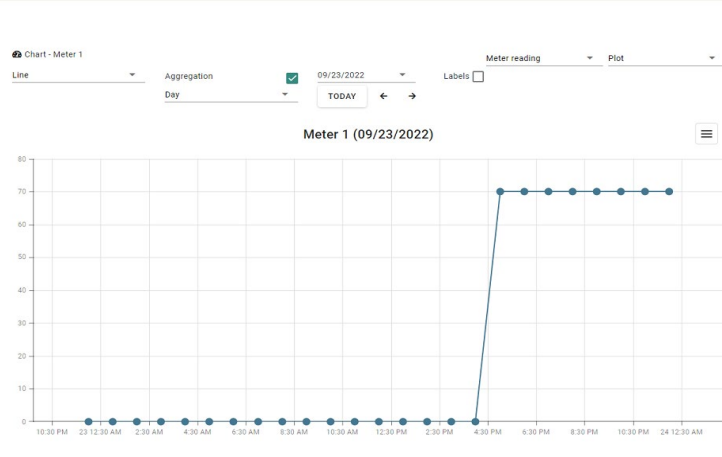 Chart - Meter 1
Meter reading
Plot
Line
Aggregation
09/23/2022
Labels
Day
TODAY
Meter 1 (09/23/2022)
80
70
60
50
40
30
20
10
0
10:30 PM 23 12:30 AM 2:30 AM 4:30 AM 6:30 AM 8:30 AM 10:30 AM 12:30 PM 2:30 PM 4:30 PM 6:30 PM 8:30 PM 10:30 PM 24 12:30 AM